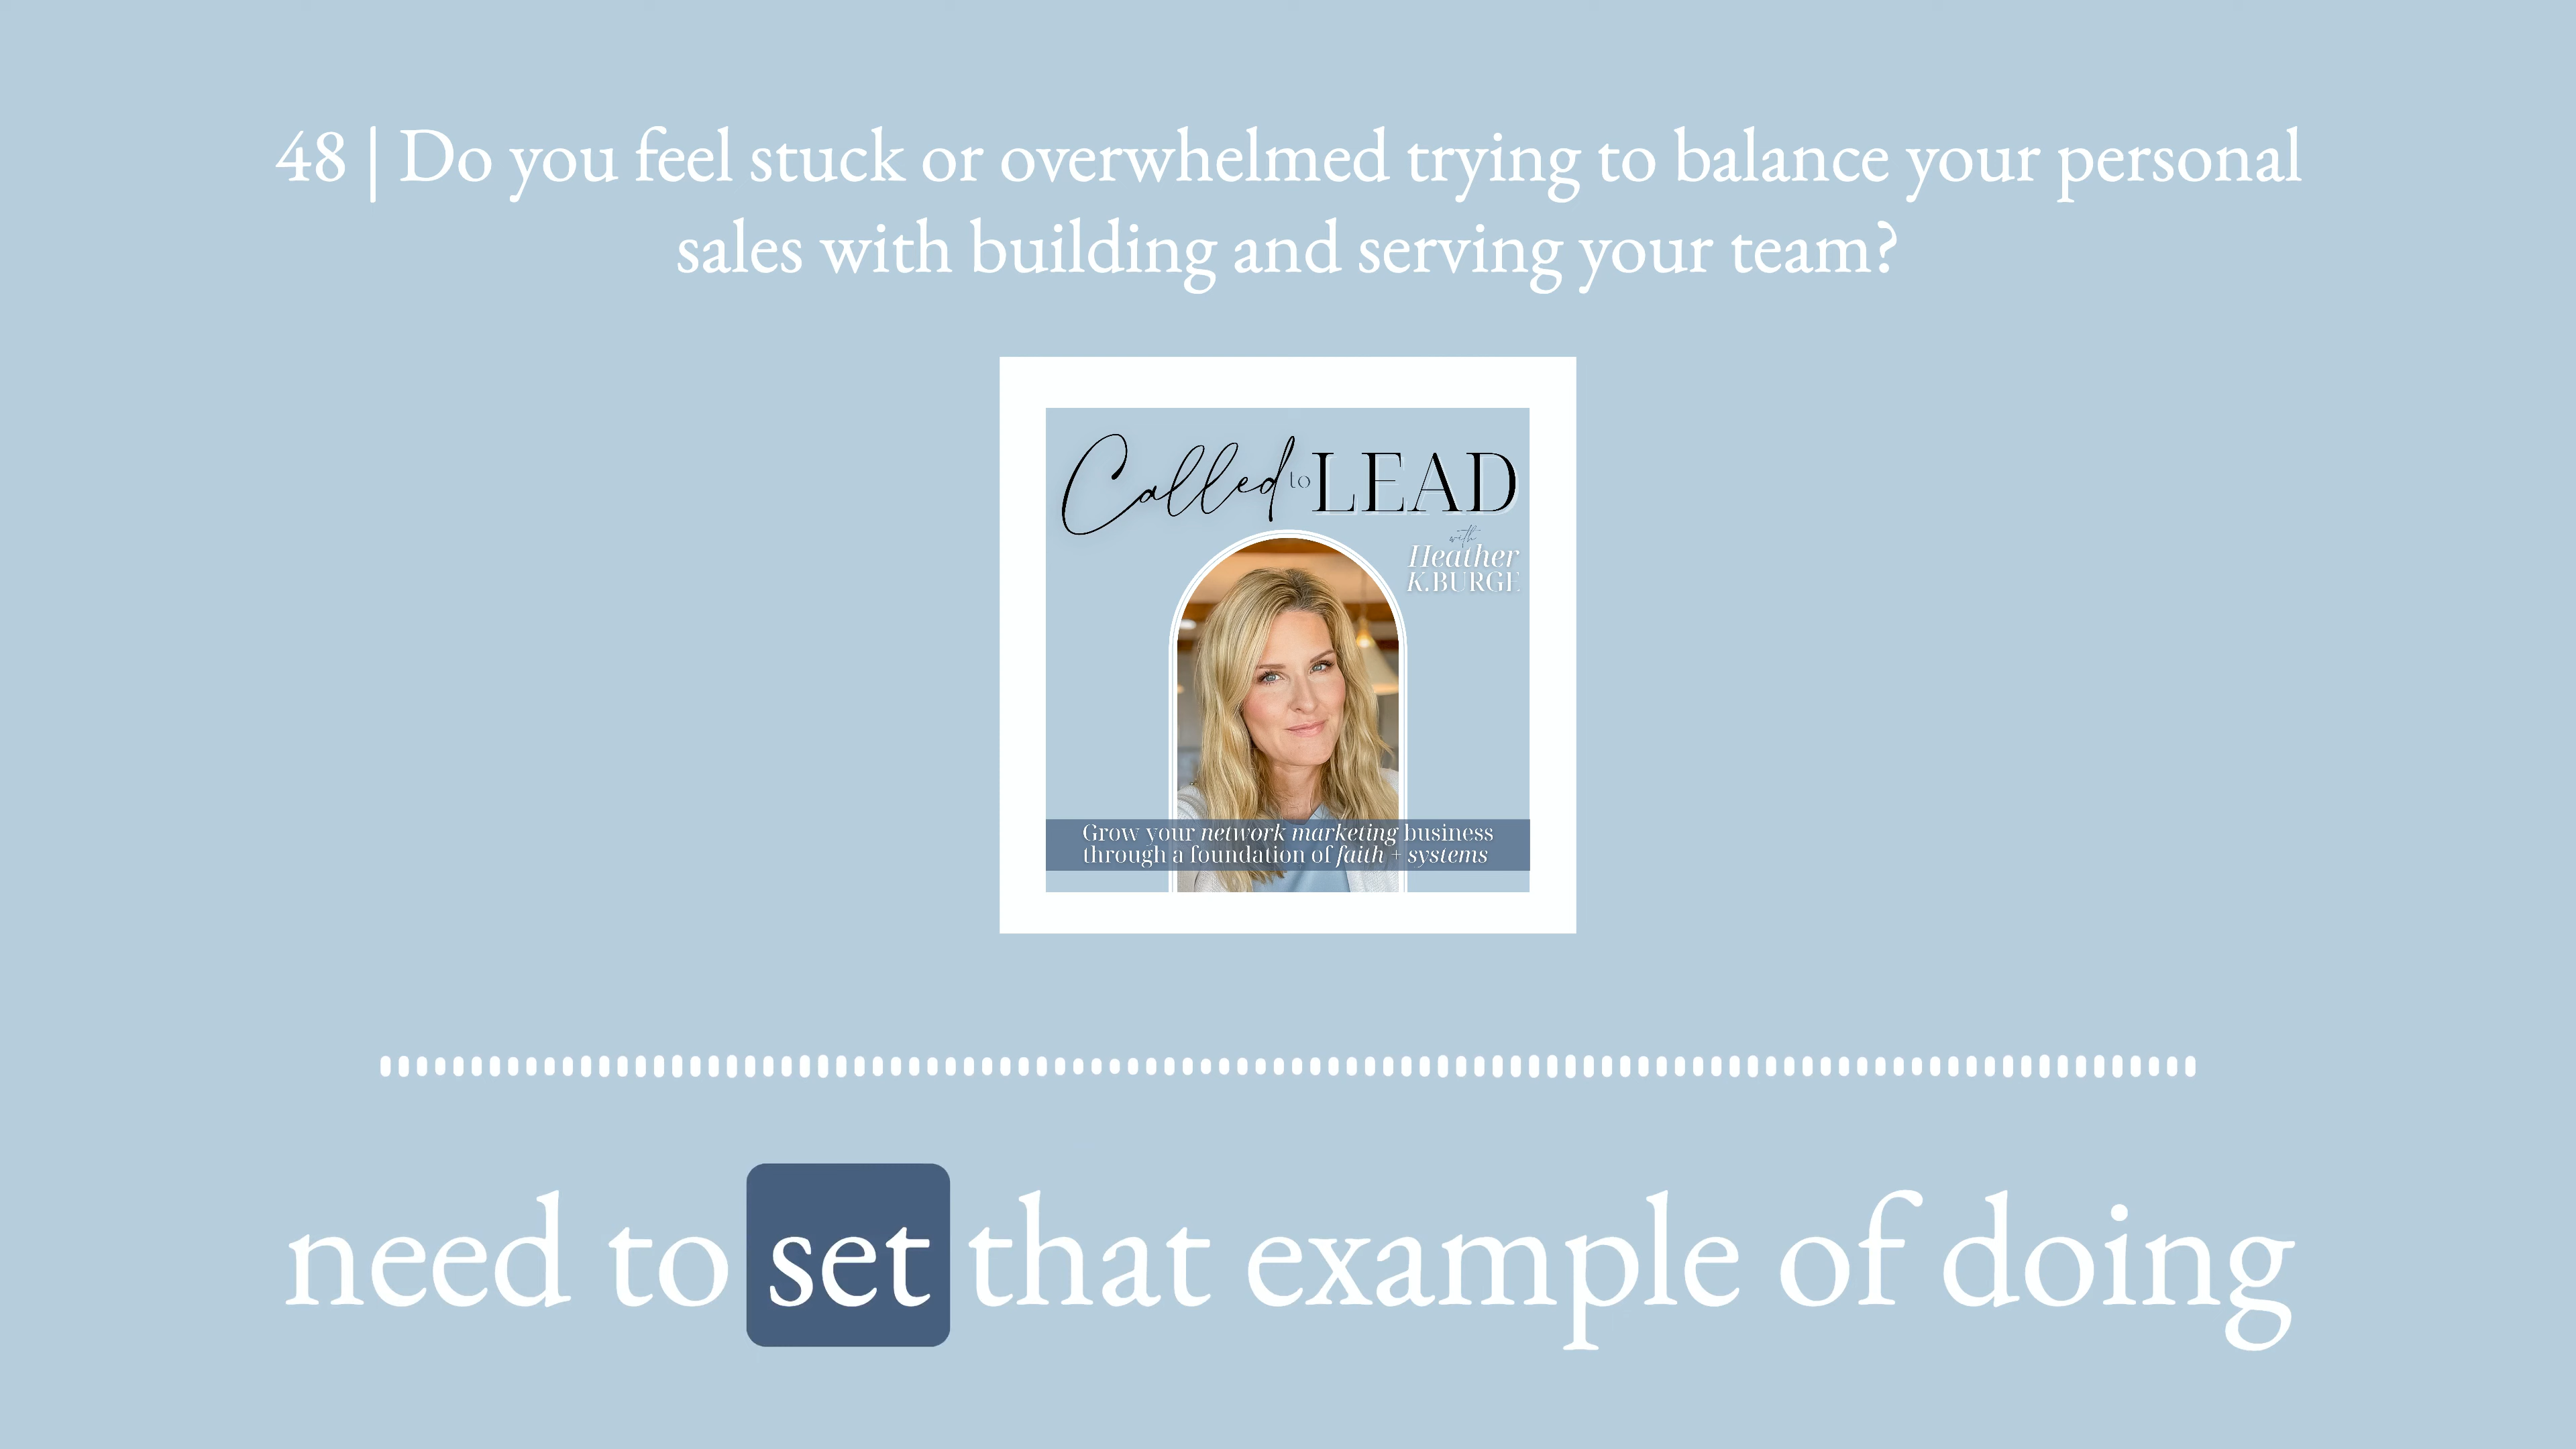 48 | Do you feel stuck or overwhelmed trying to balance your personal
sales with building and serving your team?
Called to LEAD
with
Heather
K.BURGE
Grow your network marketing business
through a foundation of faith + systems
need to set that example of doing